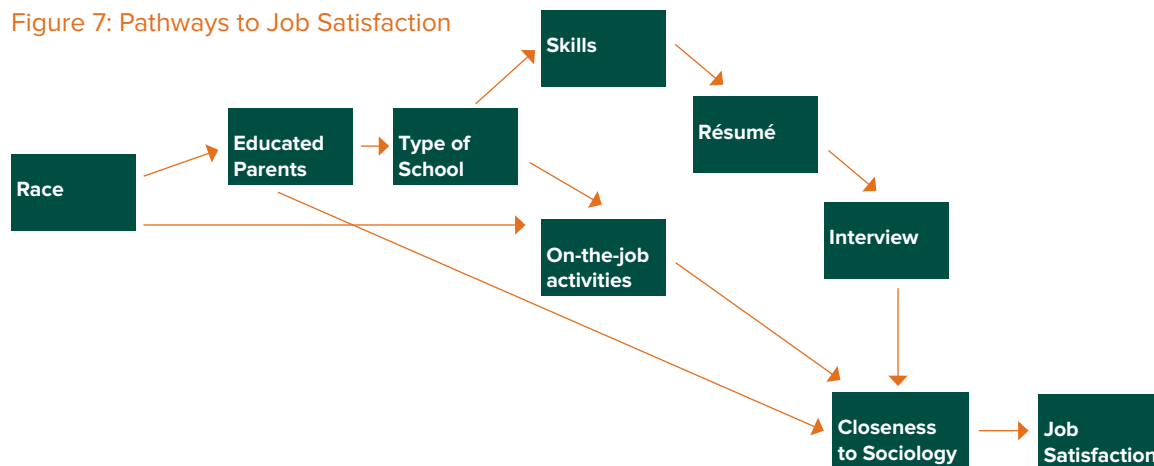 Figure 7: Pathways to Job Satisfaction
Skills
Résumé
Educated
Parents
Type of
School
Race
Interview
On-the-job
activities
Closeness
to Sociology
Job
Satisfaction